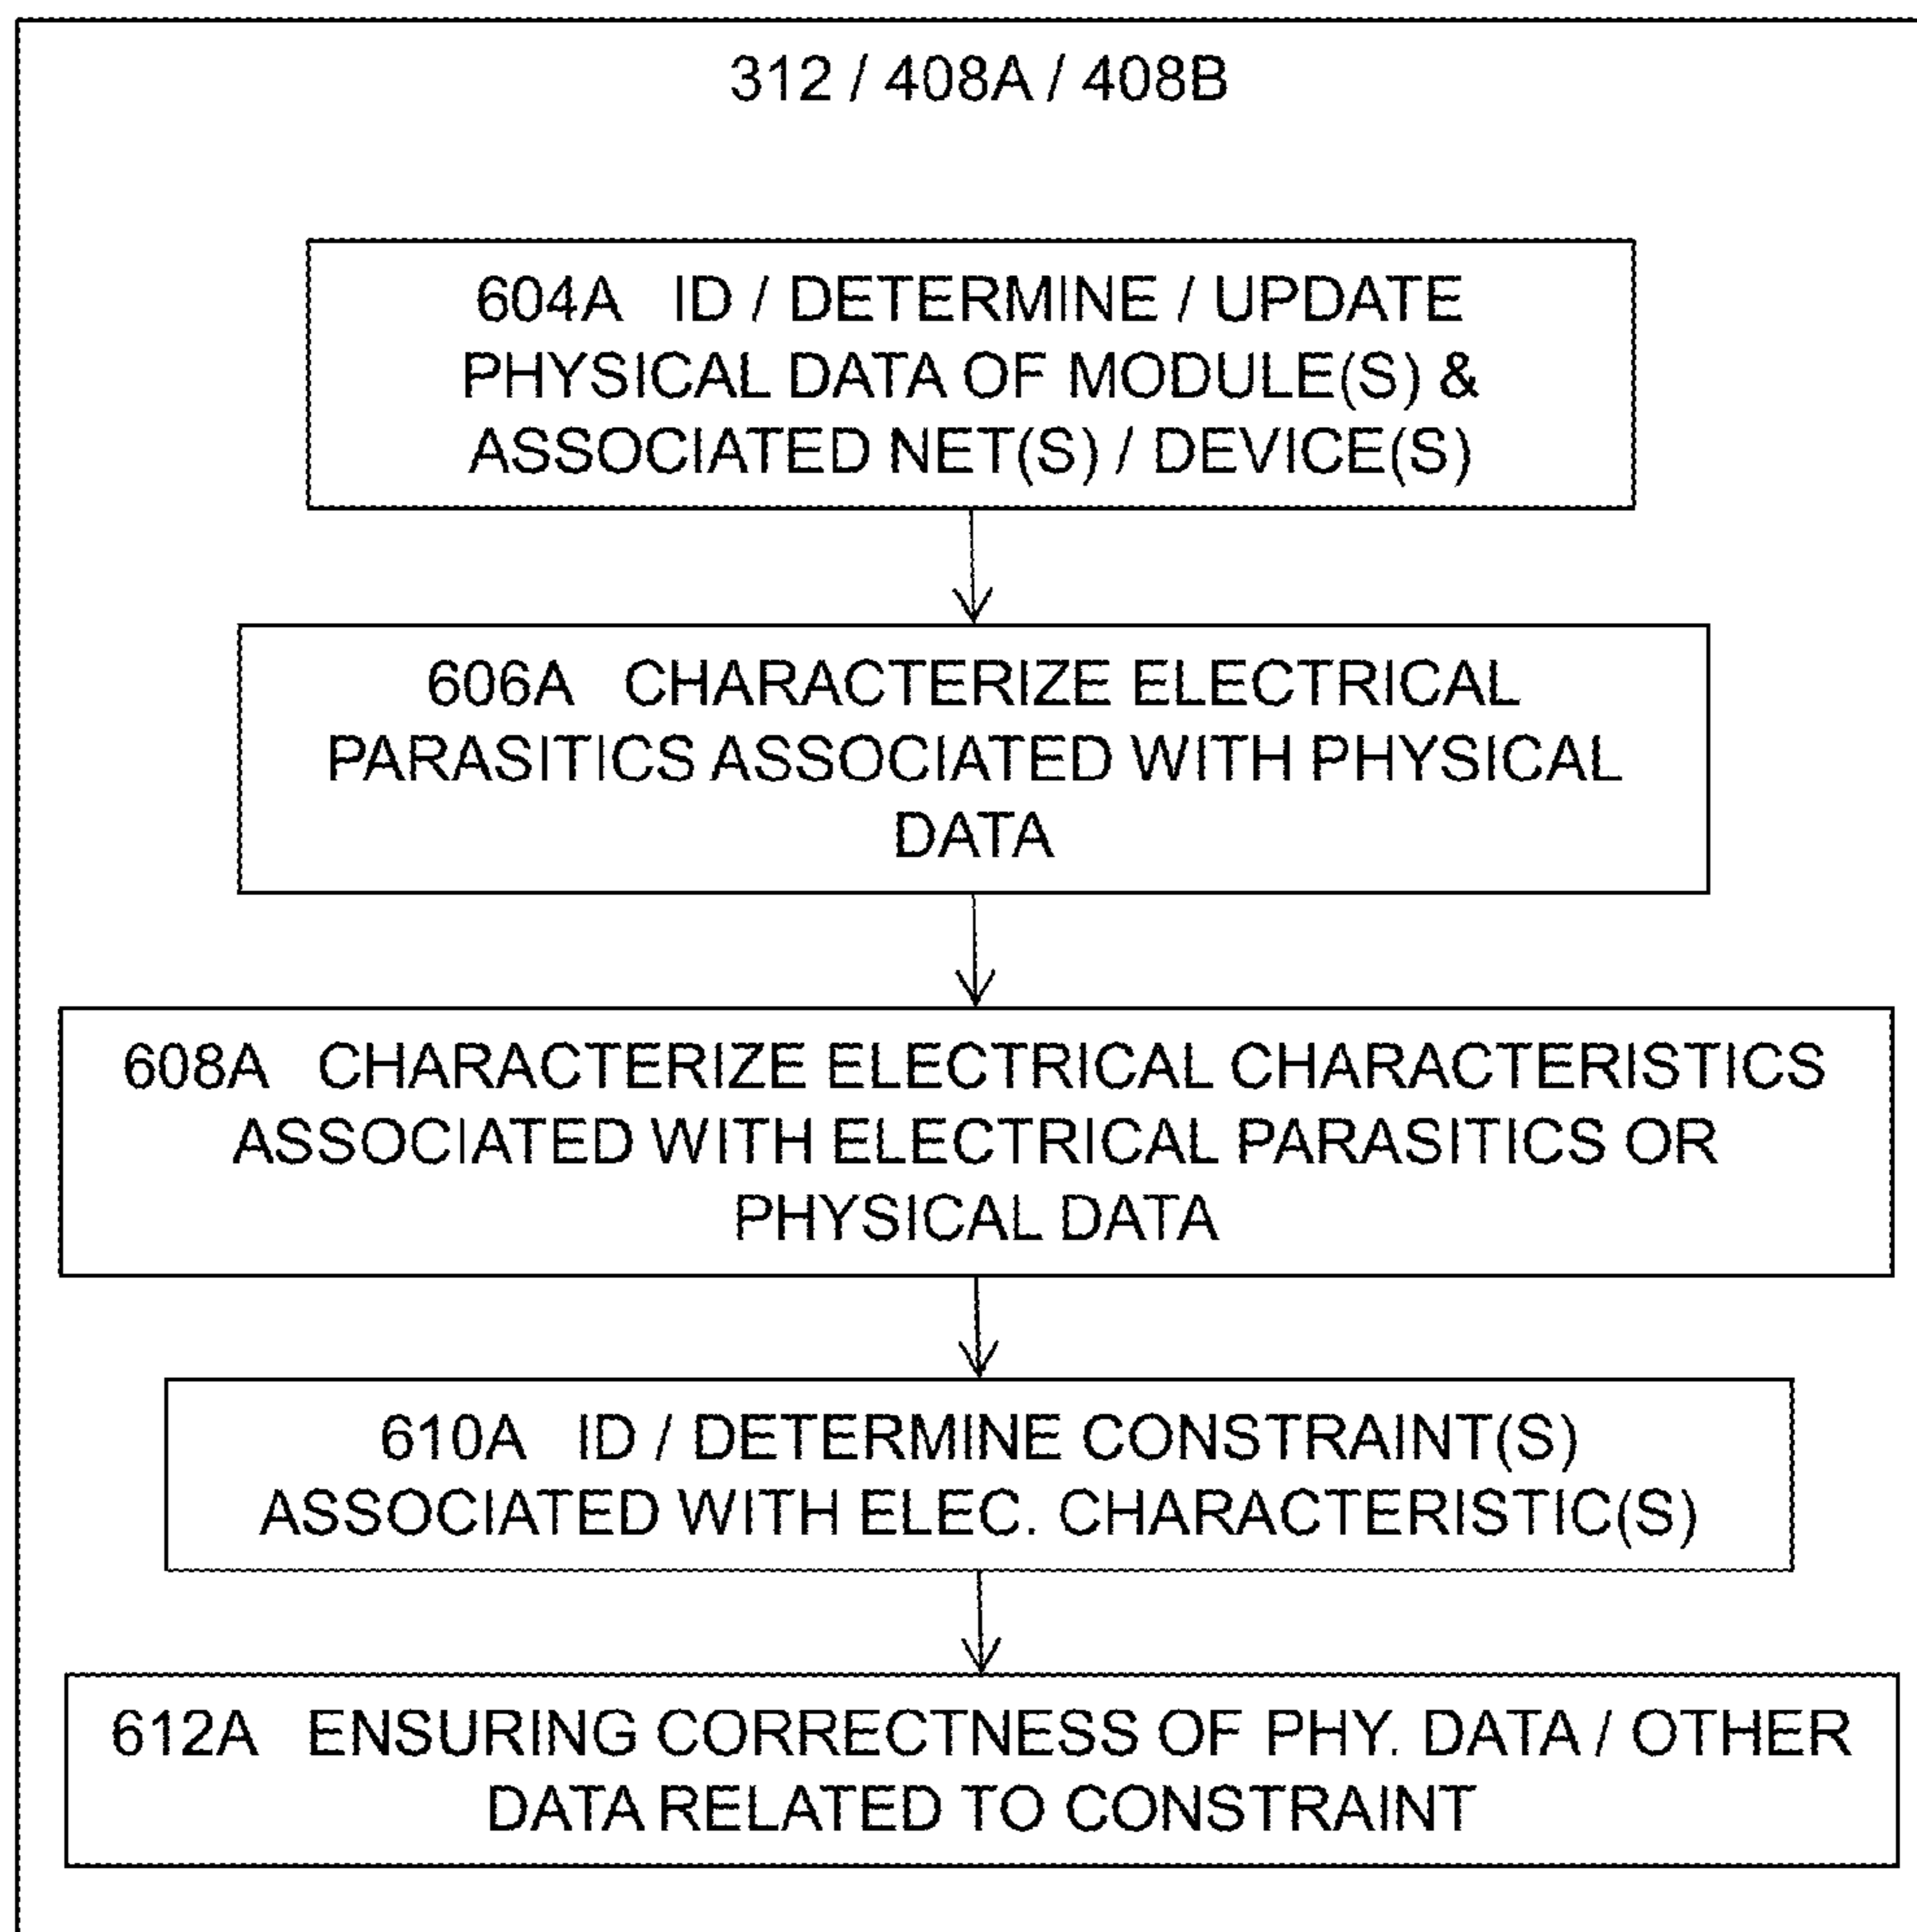 312 / 408A / 408B
604A ID / DETERMINE / UPDATE
PHYSICAL DATA OF MODULE(S) &
ASSOCIATED NET(S) / DEVICE(S)
606A CHARACTERIZE ELECTRICAL
PARASITICS ASSOCIATED WITH PHYSICAL
DATA
608A CHARACTERIZE ELECTRICAL CHARACTERISTICS
ASSOCIATED WITH ELECTRICAL PARASITICS OR
PHYSICAL DATA
610A ID / DETERMINE CONSTRAINT(S)
ASSOCIATED WITH ELEC. CHARACTERISTIC(S)
612A ENSURING CORRECTNESS OF PHY. DATA / OTHER
DATA RELATED TO CONSTRAINT